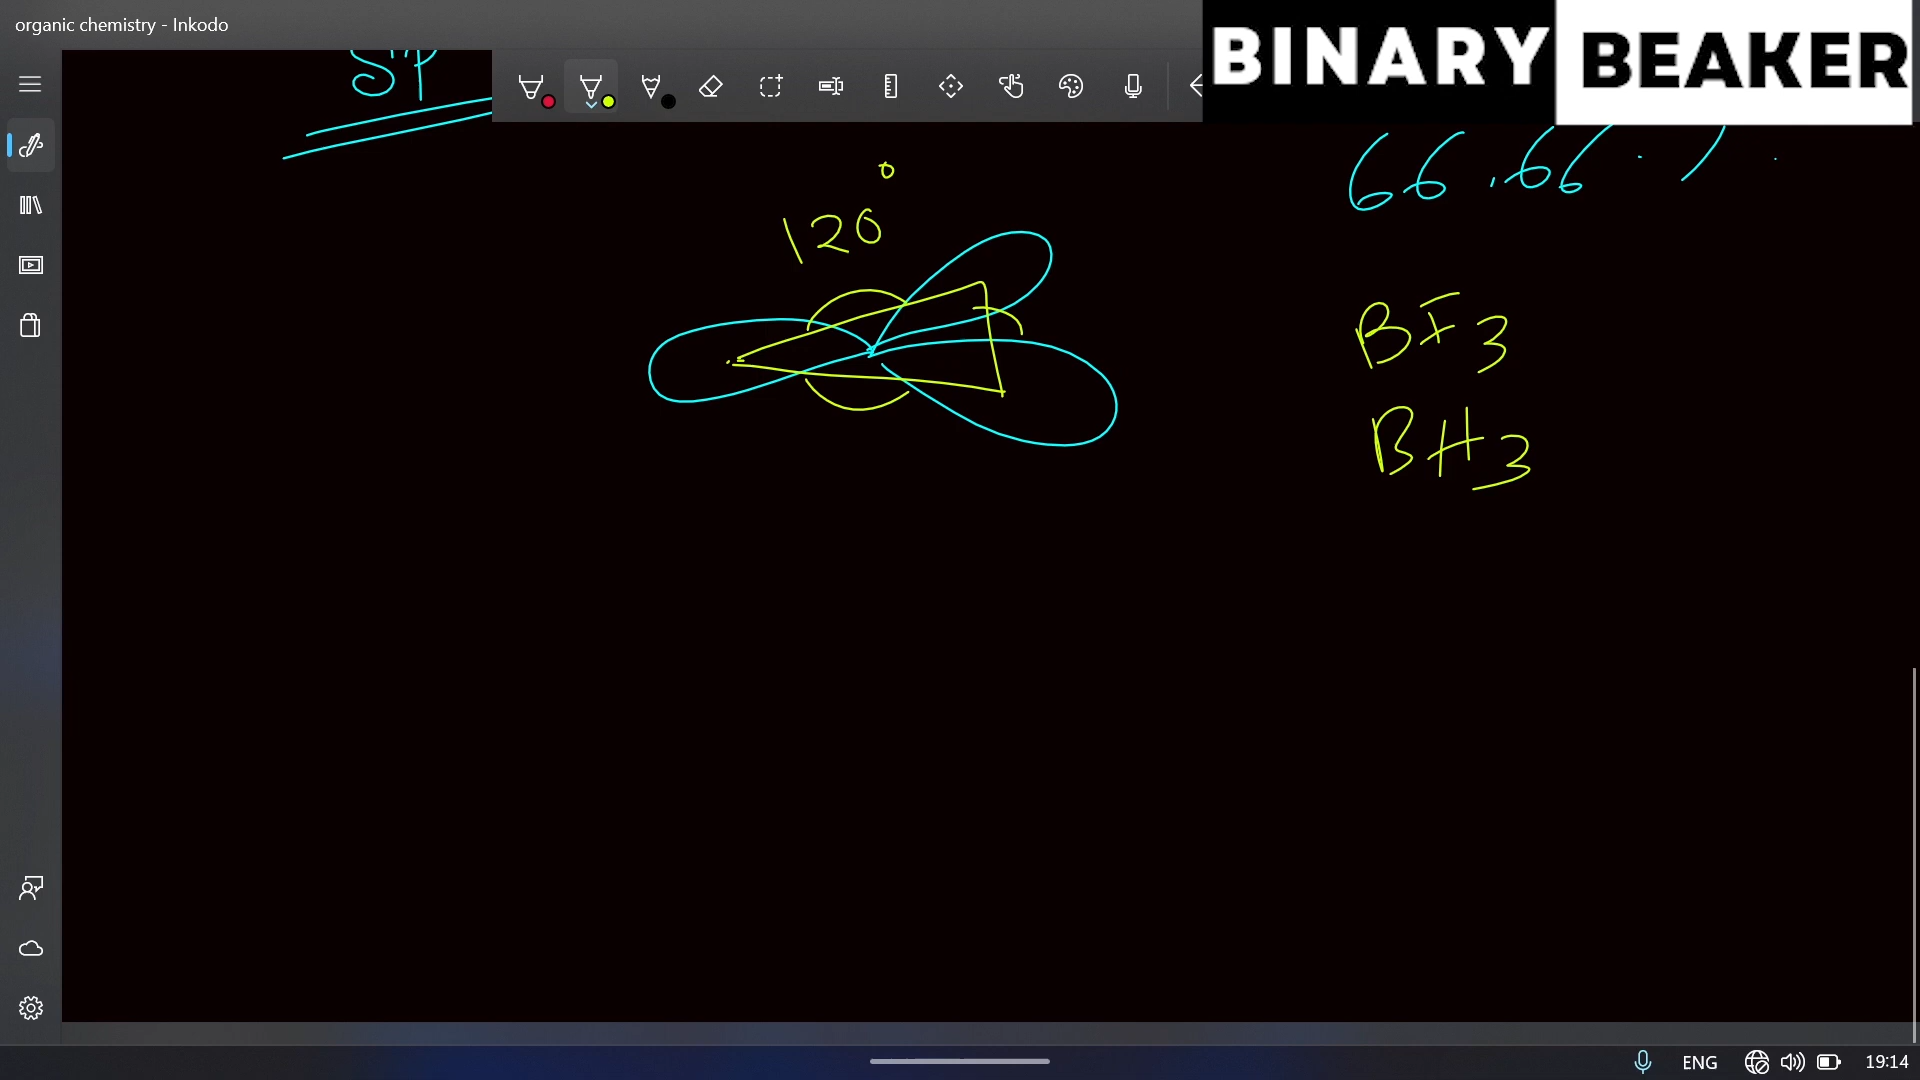 organic chemistry - Inkodo
BINARY BEAKER
66.66
120°
BF3
BH3
ENG
19:14